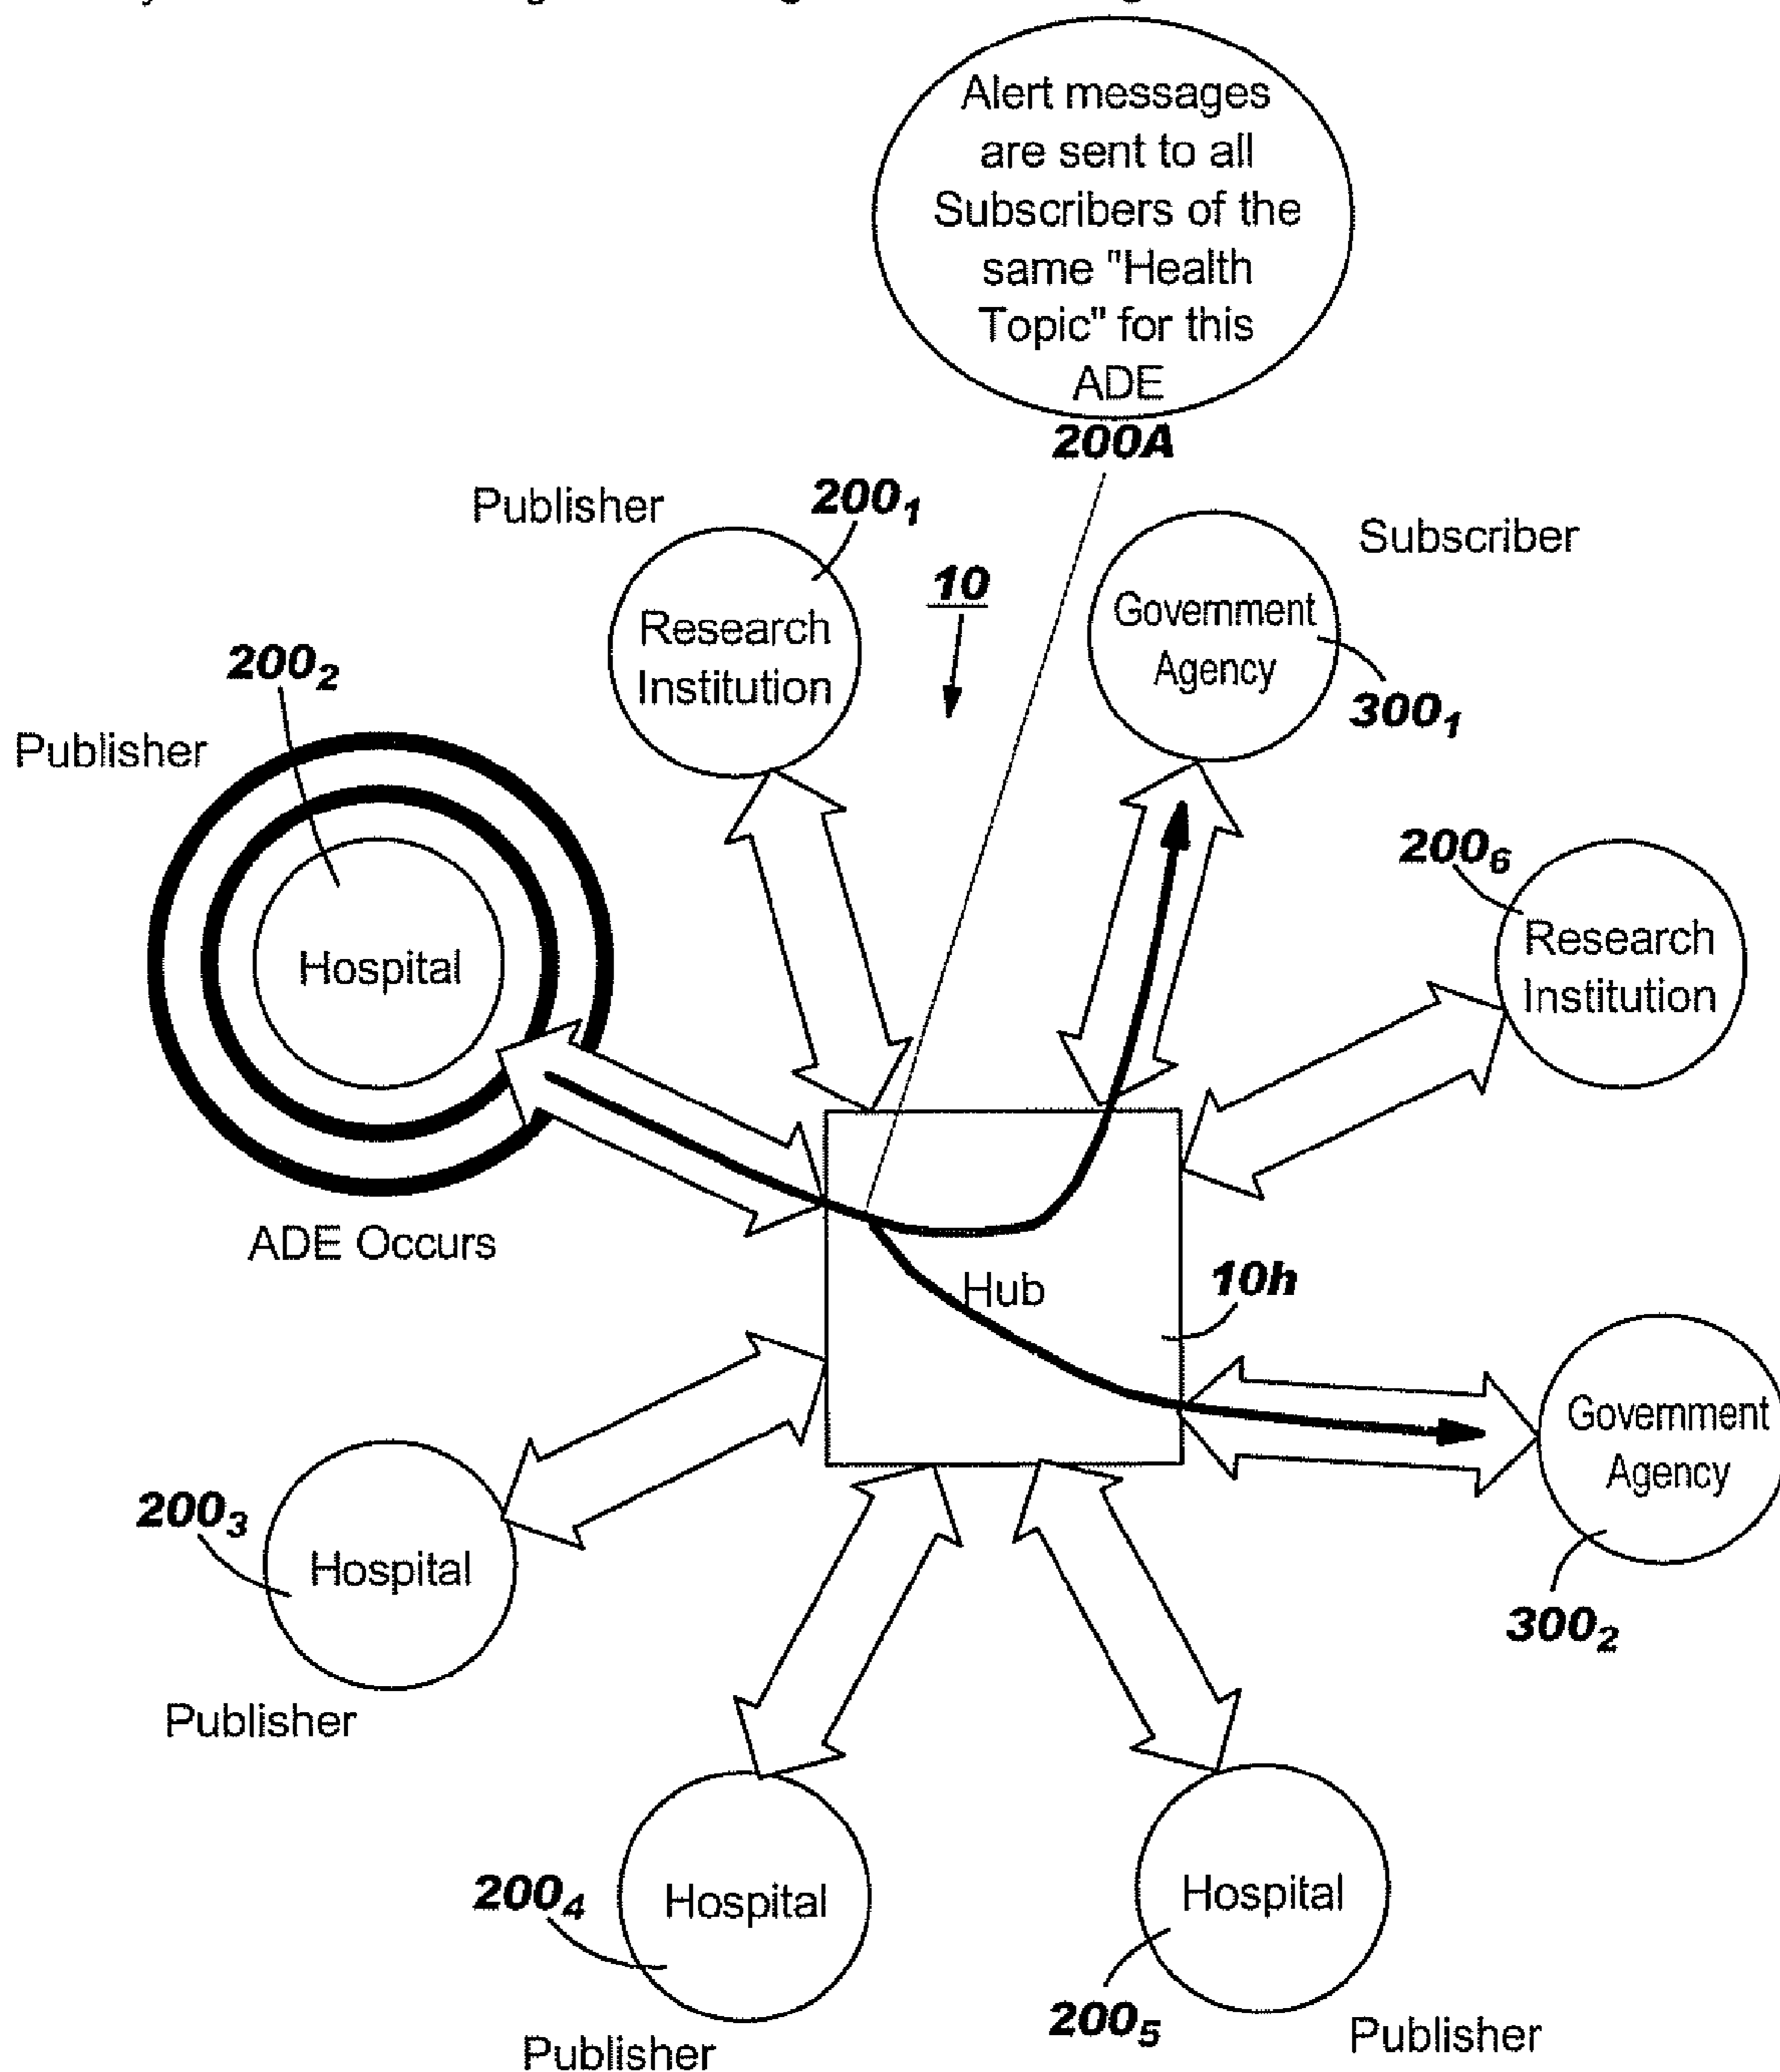 Alert messages
are sent to all
Subscribers of the
same "Health
Topic" for this
ADE
200A
Publisher
200₁
Subscriber
10
Research
Institution
Government
Agency
300₁
200₂
Publisher
Hospital
ADE Occurs
200₆
Research
Institution
Hub
10h
Government
Agency
300₂
200₃
Hospital
Publisher
200₄
Hospital
Publisher
Hospital
200₅
Publisher